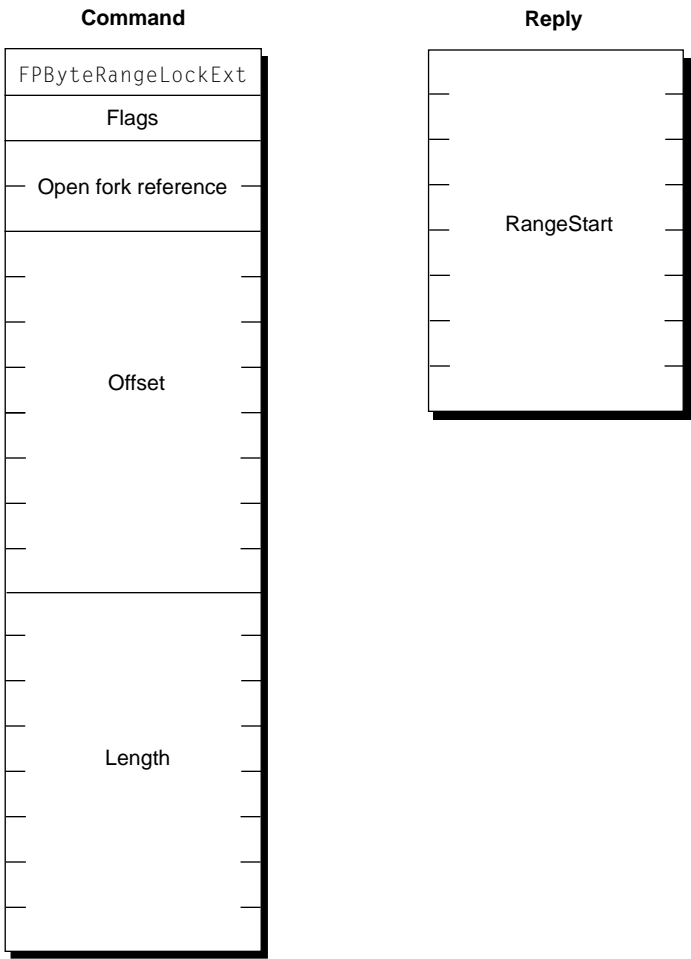 Command
FPByteRangeLockExt
Flags
Open fork reference
Offset
Length
Reply
RangeStart